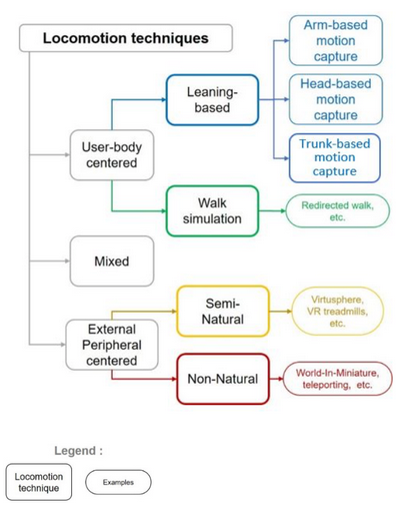 Locomotion techniques
Arm-based
motion
capture
Leaning-
based
Head-based
motion
capture
User-body
centered
Trunk-based
motion
capture
Walk
simulation
Redirected walk,
etc.
Mixed
Semi-
Natural
Virtusphere,
VR treadmills,
etc.
External
Peripheral
centered
Non-Natural
World-In-Miniature,
teleporting, etc.
Legend :
Locomotion
technique
Examples